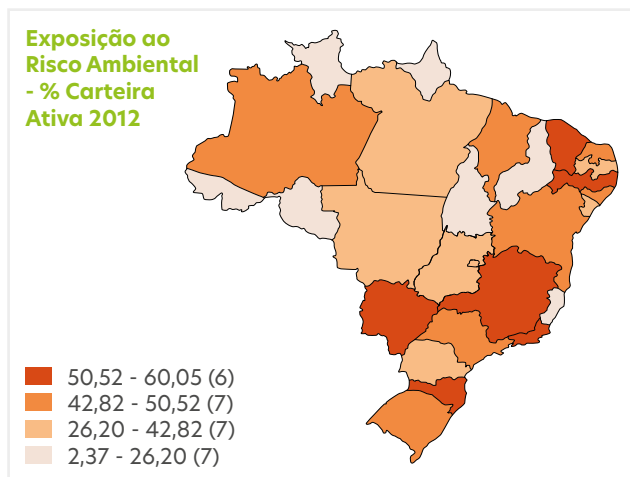 Exposição ao
Risco Ambiental
- % Carteira
Ativa 2012
50,52 - 60,05 (6)
42,82 - 50,52 (7)
26,20 - 42,82 (7)
2,37 - 26,20 (7)